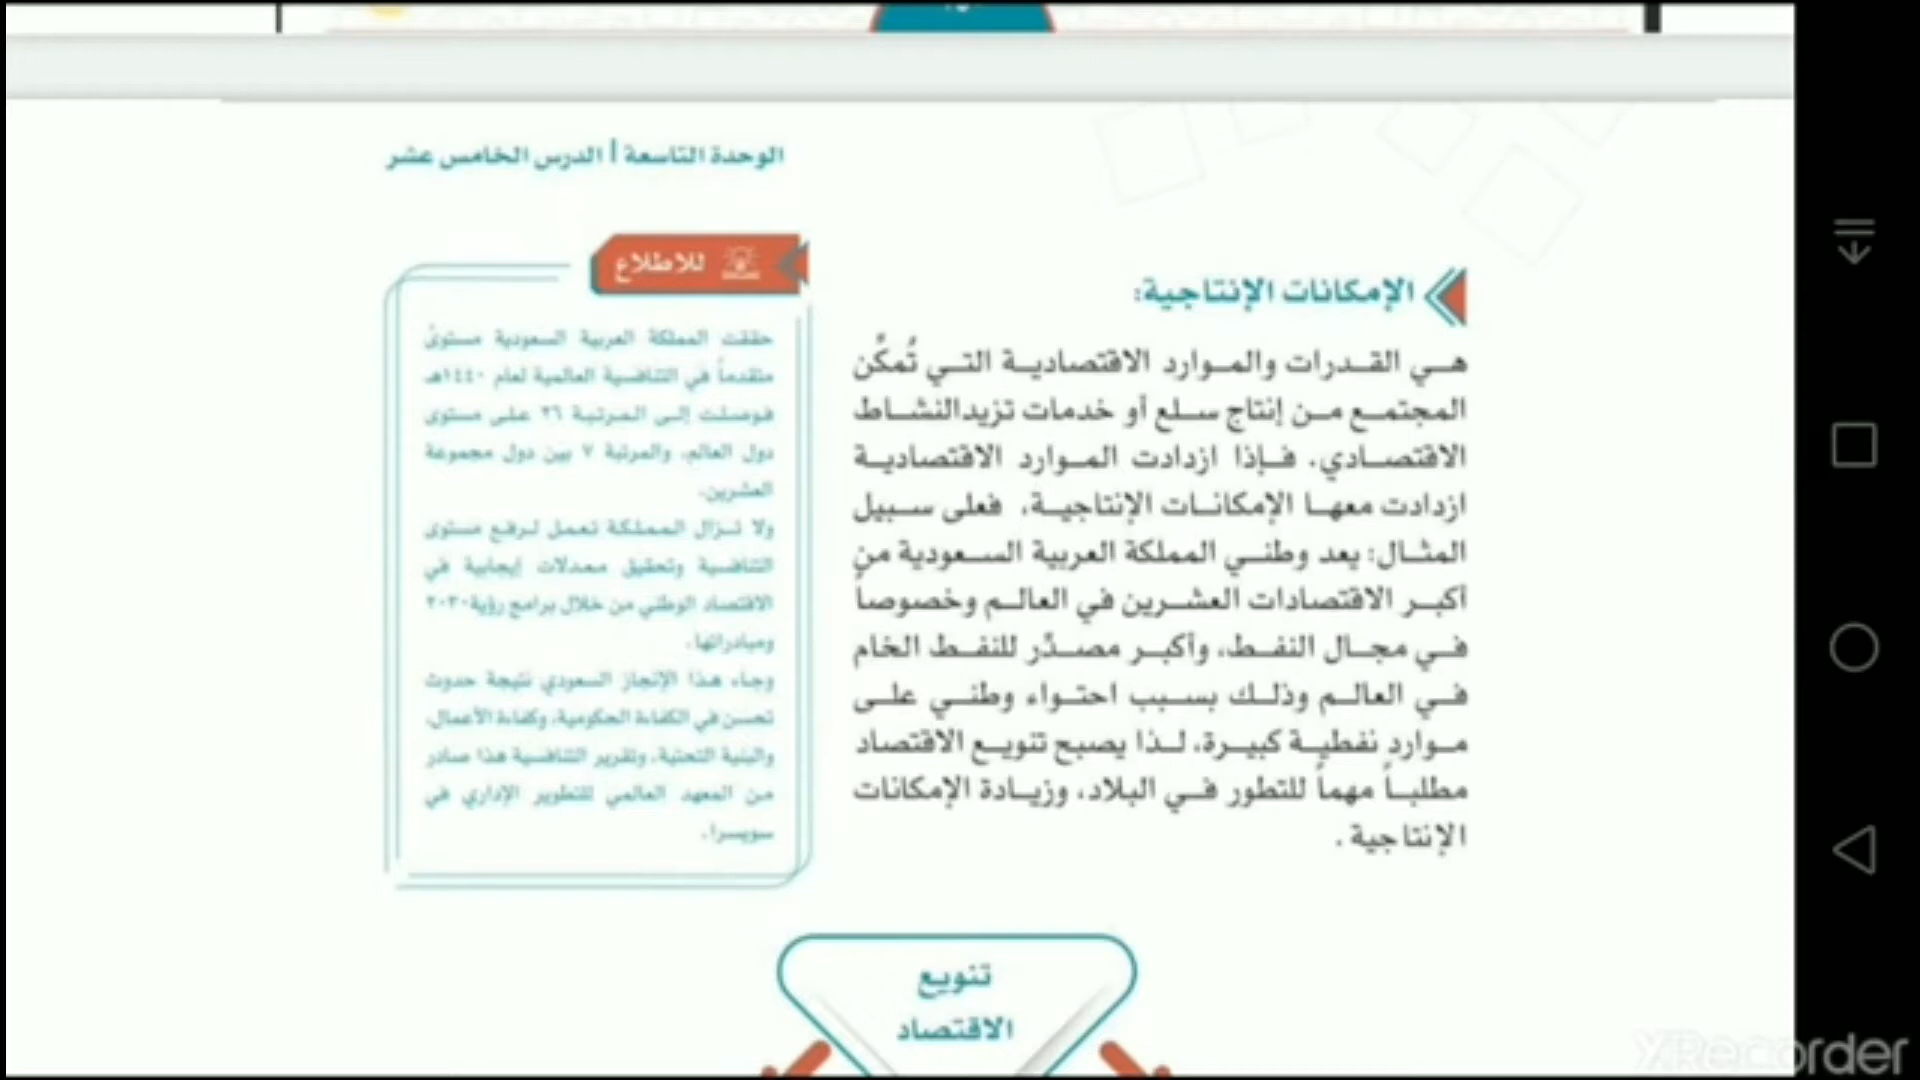 الوحدة التاسعة | الدرس الخامس عشر
الإمكانات الإنتاجية:
هي القدرات والموارد الاقتصادية التي تُمكِّن
المجتمع من إنتاج سلع أو خدمات تزيدالنشاط
الاقتصادي. فإذا ازدادت الموارد الاقتصادية
ازدادت معها الإمكانات الإنتاجية، فعلى سبيل
المثال: يعد وطني المملكة العربية السعودية من
أكبر الاقتصادات العشرين في العالم وخصوصاً
في مجال النفط، وأكبر مصدِّر للنفط الخام
في العالم وذلك بسبب احتواء وطني على
موارد نفطية كبيرة، لذا يصبح تنويع الاقتصاد
مطلباً مهماً للتطور في البلاد، وزيادة الإمكانات
الإنتاجية .
للاطلاع
حققت المملكة العربية السعودية مستوىً
متقدماً في التنافسية العالمية لعام ١٤٤٠هـ
فوصلت إلى المرتبة ٢٦ على مستوى
دول العالم، والمرتبة ٧ بين دول مجموعة
العشرين.
ولا تزال المملكة تعمل لرفع مستوى
التنافسية وتحقيق معدلات إيجابية في
الاقتصاد الوطني من خلال برامج رؤية ٢٠٣٠
ومبادراتها.
وجاء هذا الإنجاز السعودي نتيجة حدوث
تحسن في الكفاءة الحكومية، وكفاءة الأعمال،
والبنية التحتية، وتقرير التنافسية هذا صادر
من المعهد العالمي للتطوير الإداري في
سويسرا.
تنويع
الاقتصاد
XRecorder